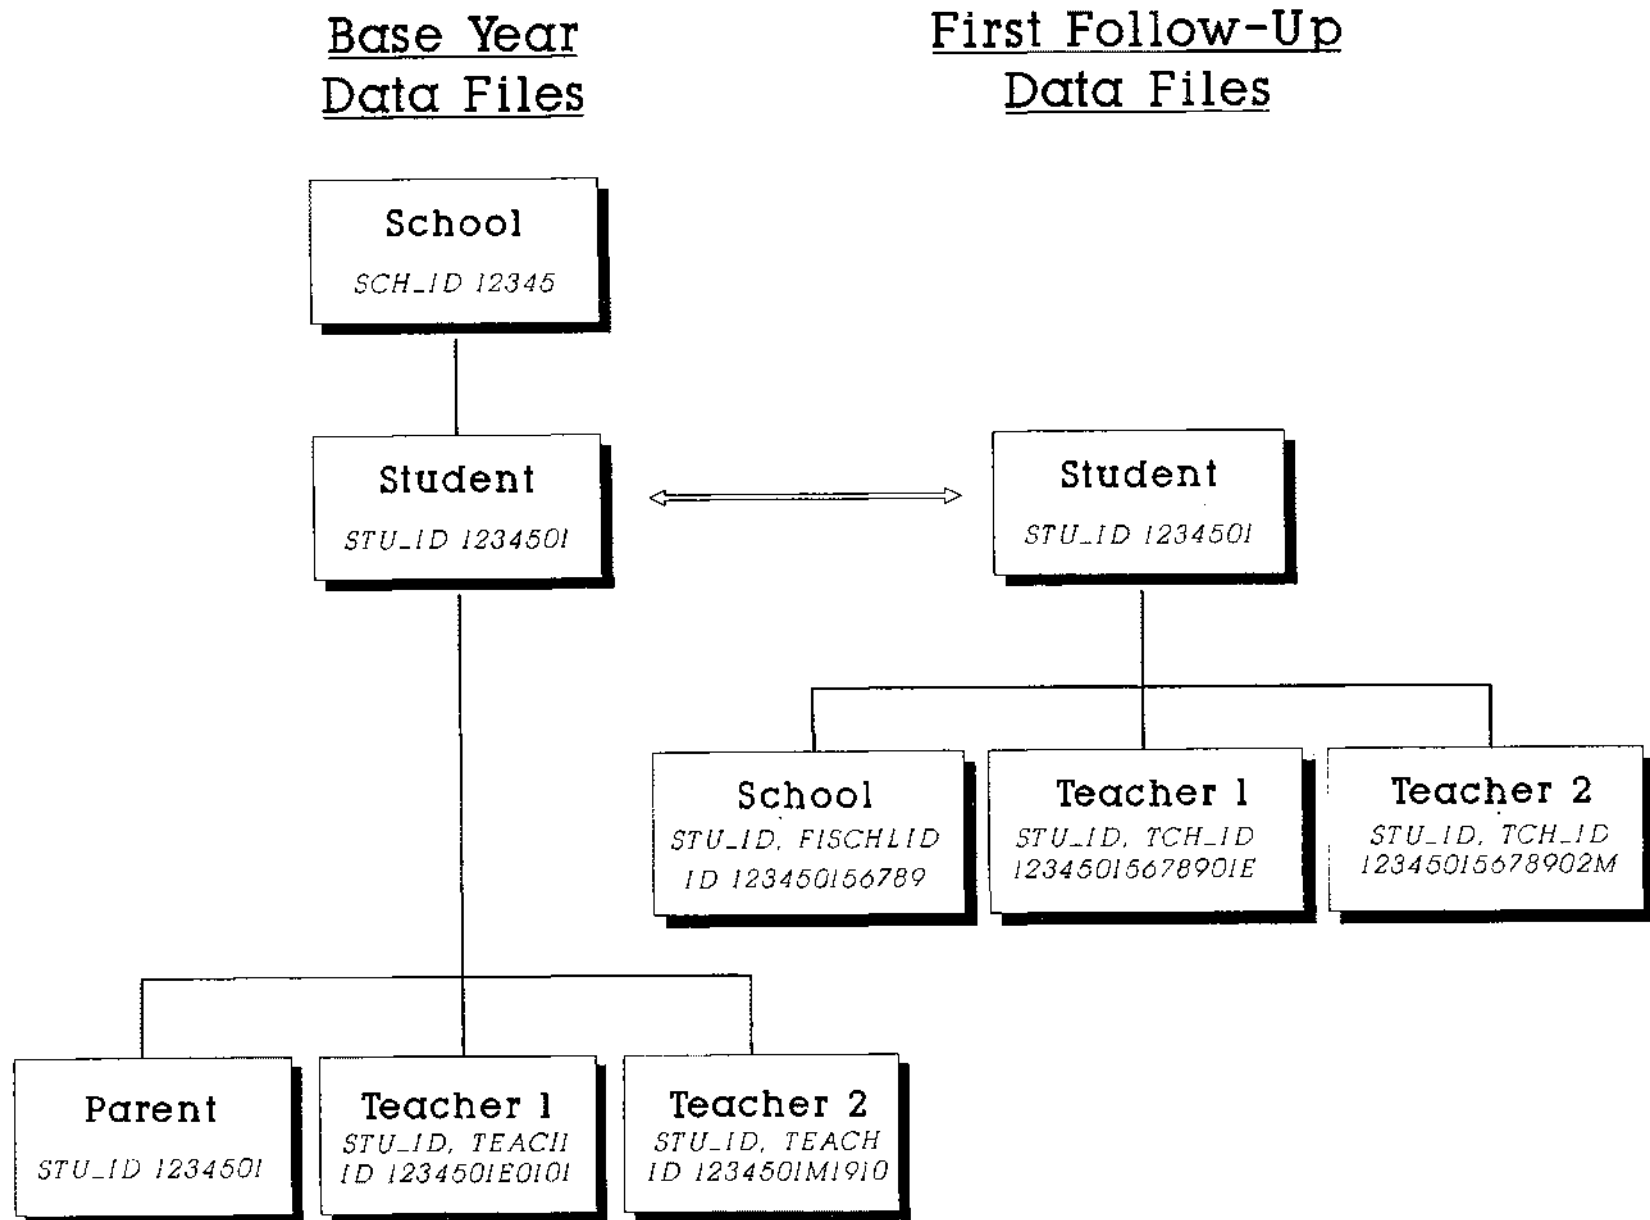 Base Year
Data Files
First Follow-Up
Data Files
School
SCH_ID 12345
Student
STU_ID 1234501
Student
STU_ID 1234501
School
STU_ID, F1SCHLID
ID 123450156789
Teacher 1
STU_ID, TCH_ID
12345015678901E
Teacher 2
STU_ID, TCH_ID
12345015678902M
Parent
STU_ID 1234501
Teacher 1
STU_ID, TEACH
ID 1234501E0101
Teacher 2
STU_ID, TEACH
ID 1234501M1910